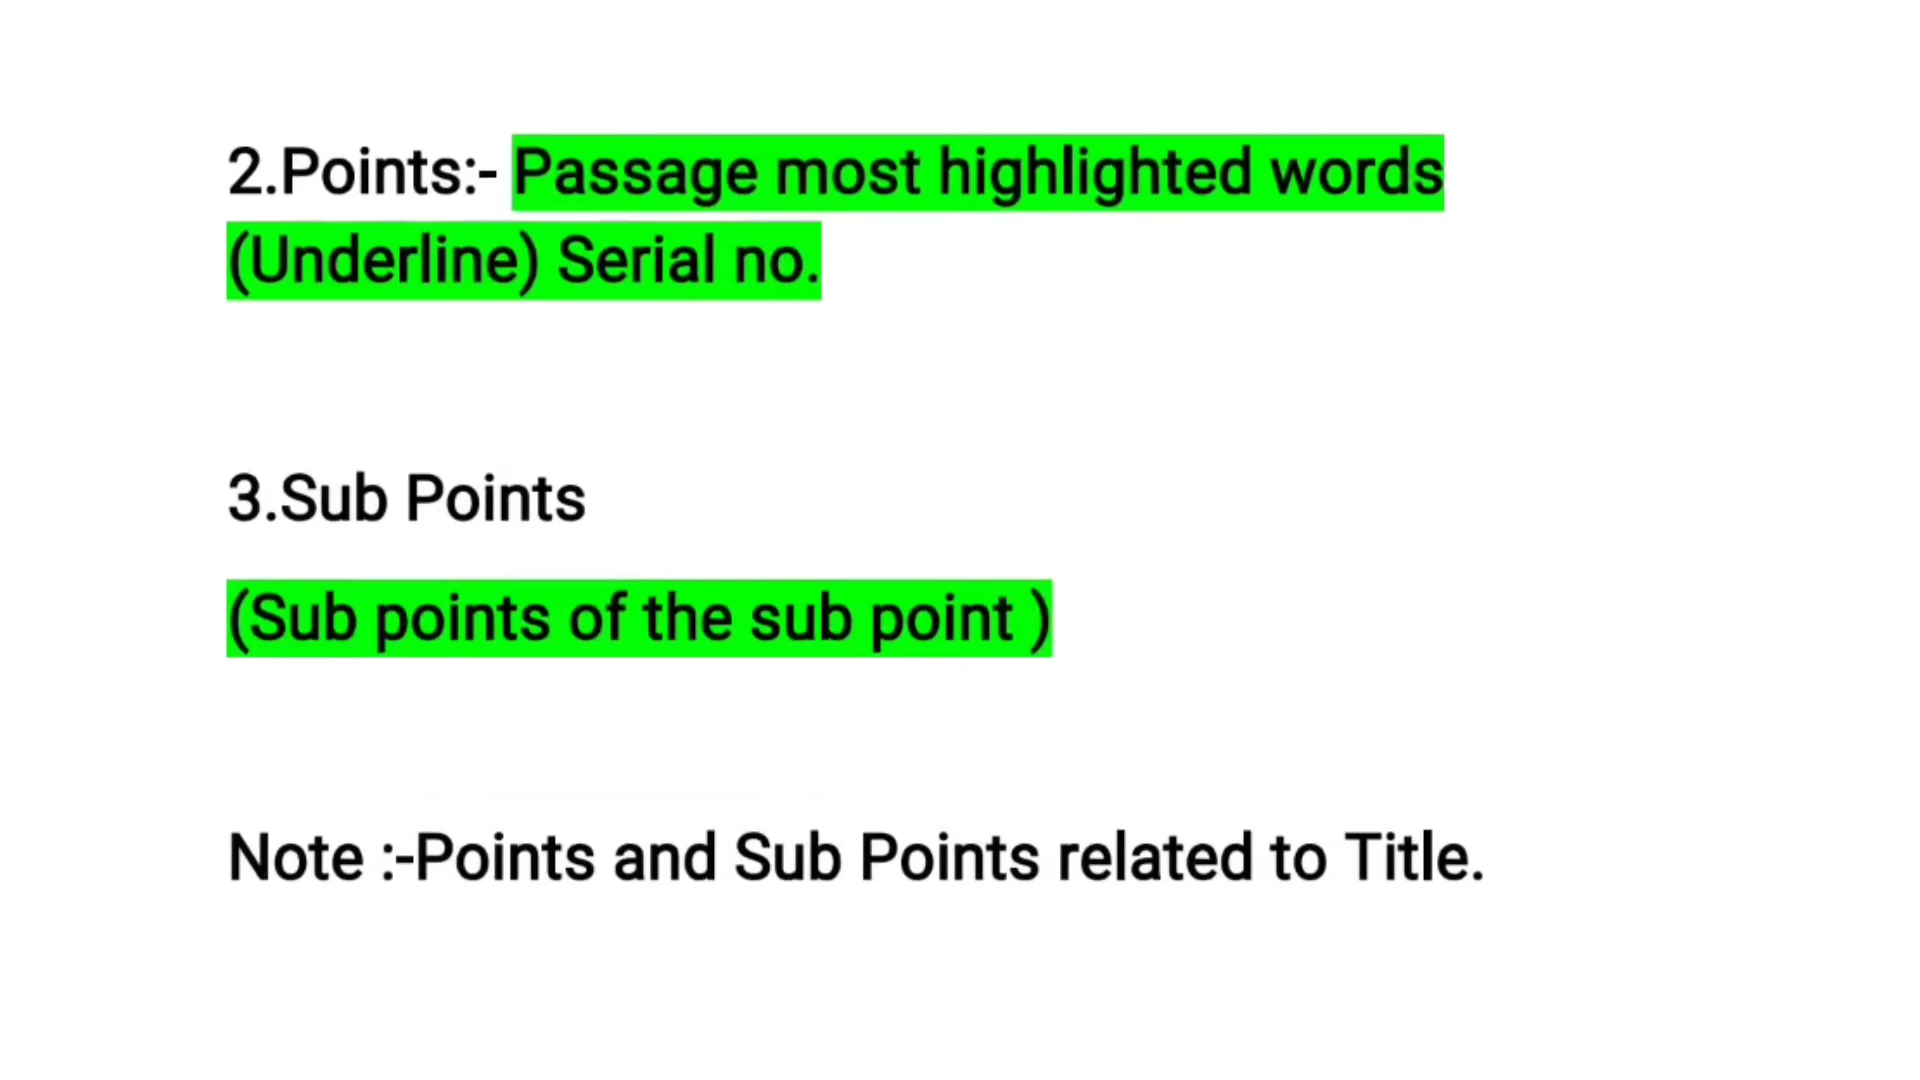 2.Points:- Passage most highlighted words
(Underline) Serial no.
3.Sub Points
(Sub points of the sub point )
Note :-Points and Sub Points related to Title.